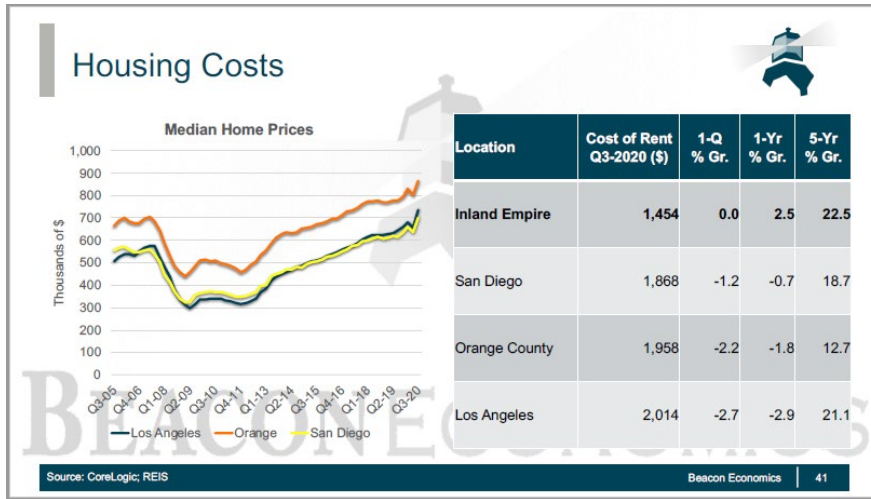 Housing Costs
Median Home Prices
Thousands of $
1,000
900
800
700
600
500
400
300
200
100
0
Q3-05
Q4-06
Q1-08
Q2-09
Q3-10
Q4-11
Q1-13
Q2-14
Q3-15
Q4-16
Q1-18
Q2-19
Q3-20
Los Angeles Orange San Diego
Location Cost of Rent Q3-2020 ($) 1-Q % Gr. 1-Yr % Gr. 5-Yr % Gr.
Inland Empire 1,454 0.0 2.5 22.5
San Diego 1,868 -1.2 -0.7 18.7
Orange County 1,958 -2.2 -1.8 12.7
Los Angeles 2,014 -2.7 -2.9 21.1
Source: CoreLogic; REIS Beacon Economics 41